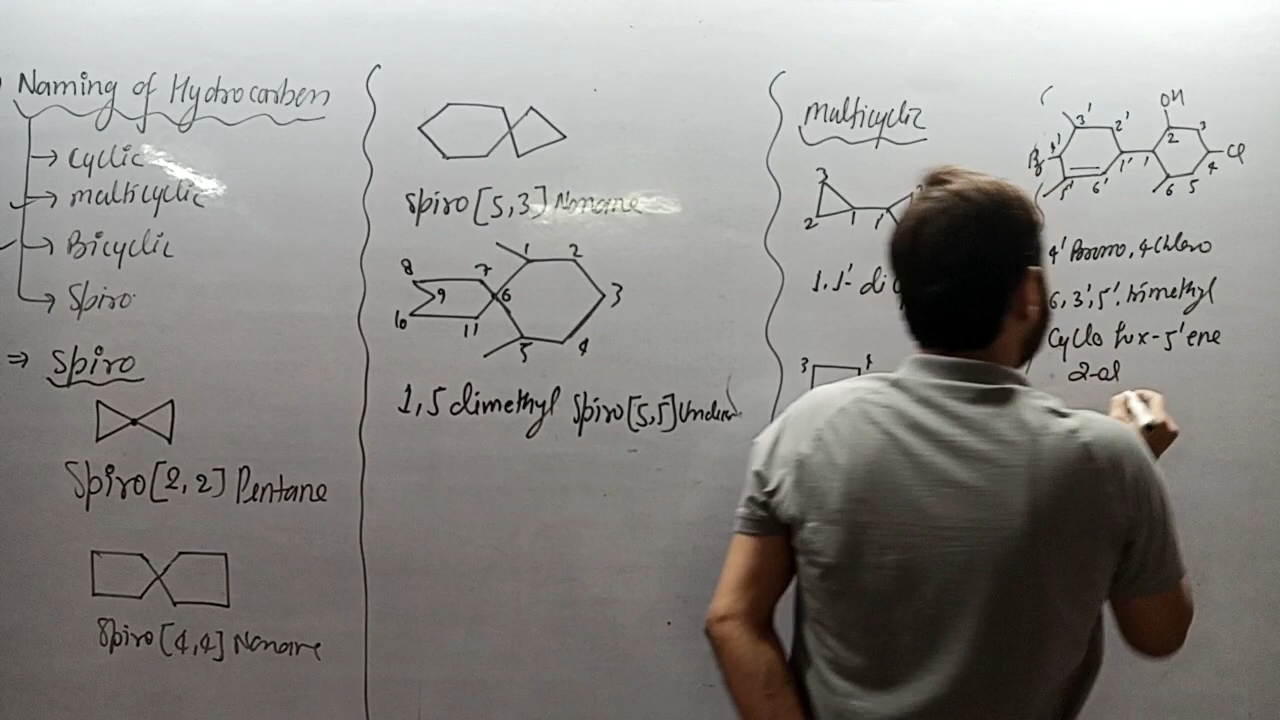 Naming of Hydrocarben
→ Cyclic
→ multicyclic
→ Bicyclic
→ Spiro
⇒ Spiro
Spiro[2,2] Pentane
Spiro[4,4] Nonane
Spiro[5,3] Nonane
1 2 3 4 5 6 7 8 9 10 11
1,5 dimethyl Spiro[5,5]
multicyclic
3 2 1 1'
1,1'- di
3
OH
3' 2' 2 3
Br 4' 1' 1 4 Cl
5' 6' 6 5
4' Bromo, 4 Chloro
6, 3', 5', trimethyl
Cyclo hex-5' ene
2-ol